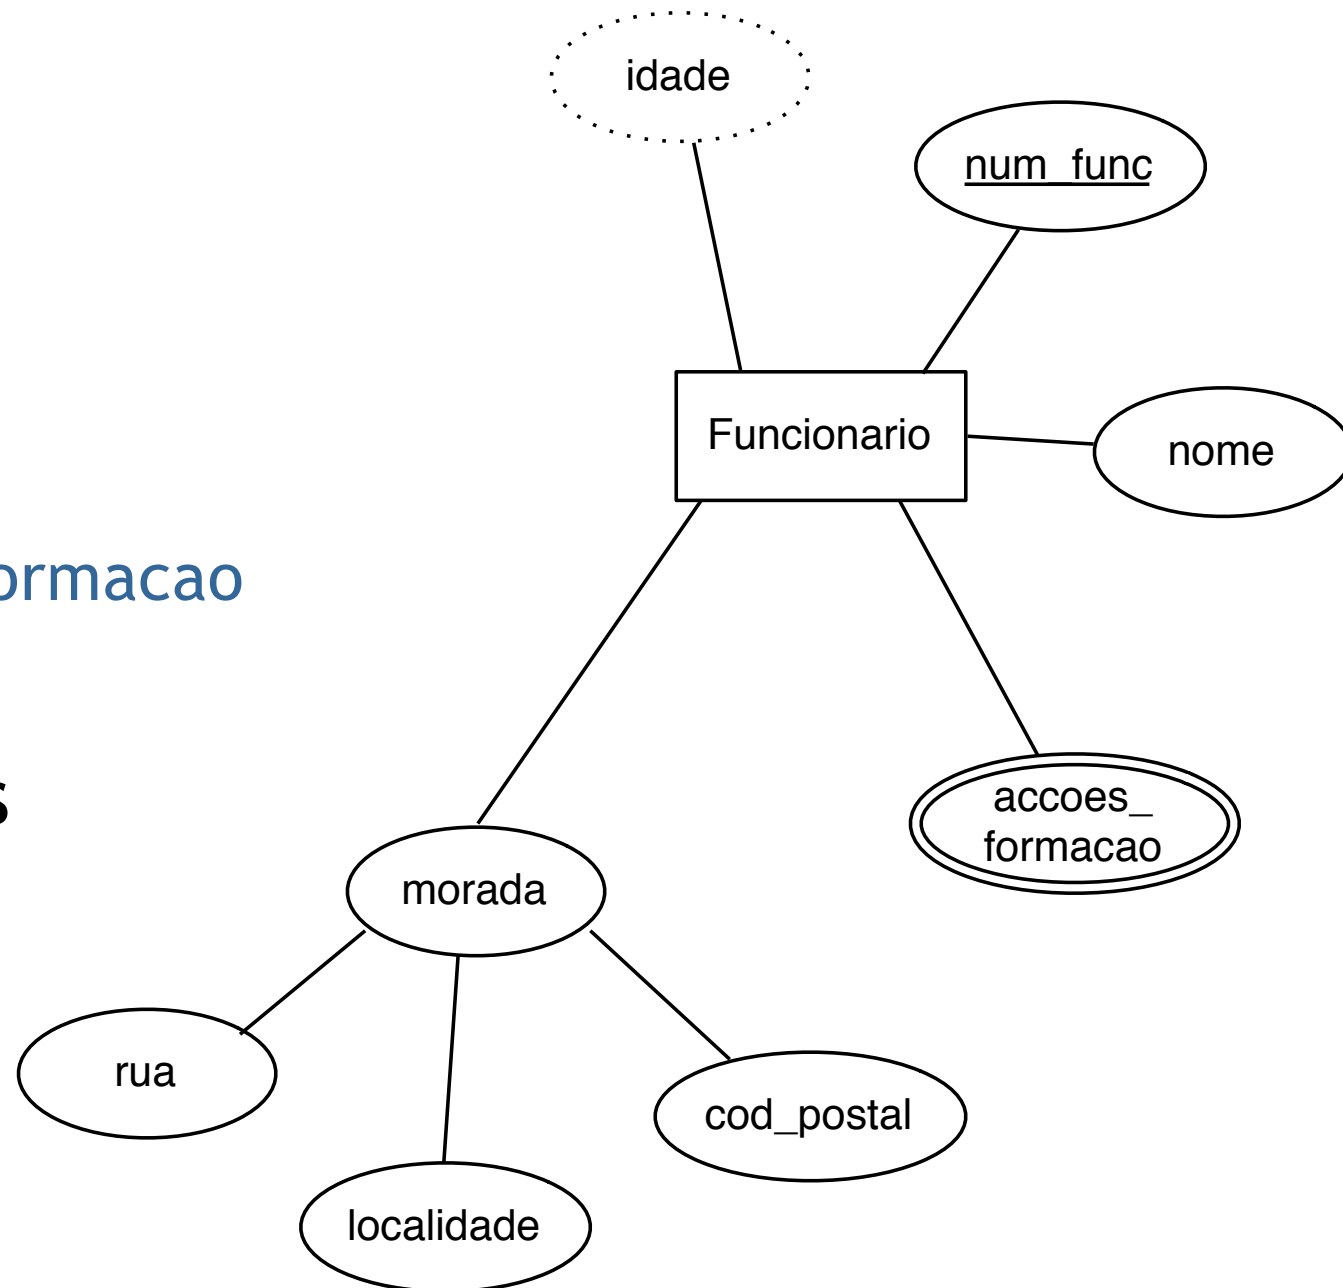 idade
num_func
Funcionario
nome
ormacao
s
accoes_
formacao
morada
rua
cod_postal
localidade